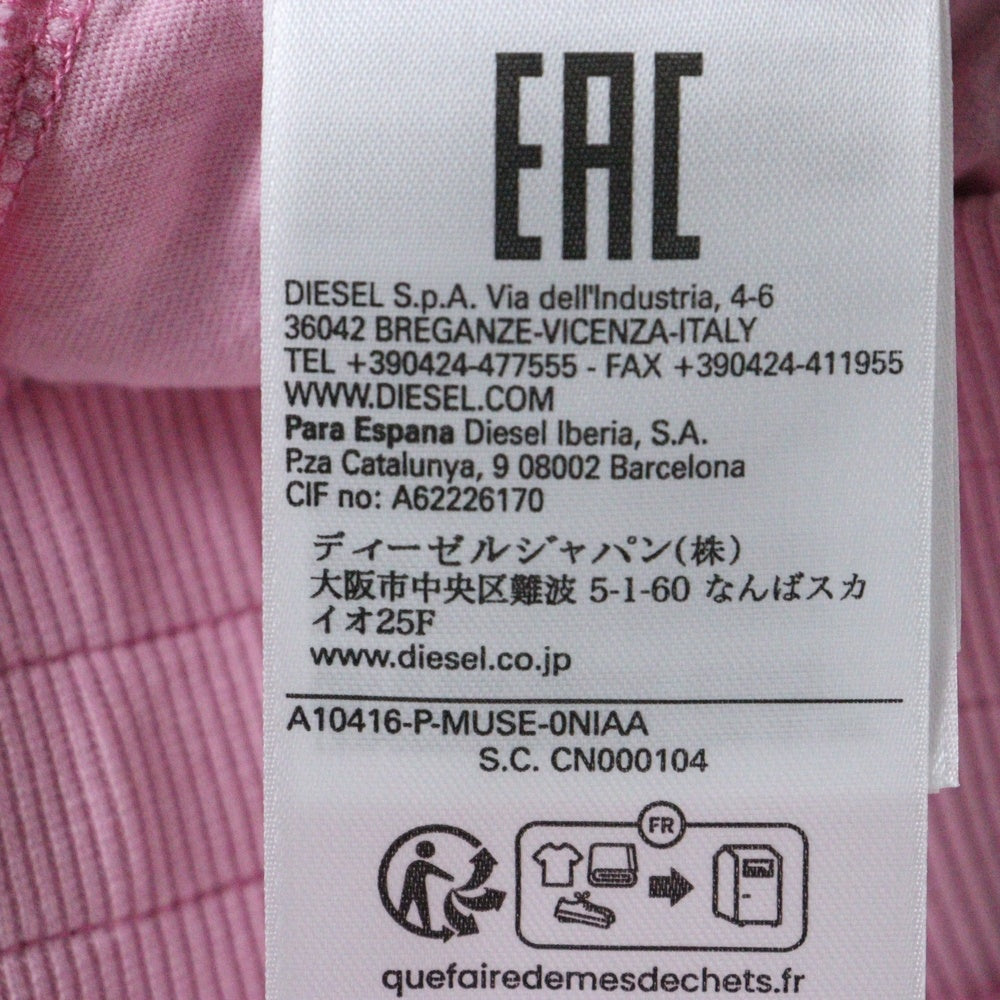 EAC
DIESEL S.p.A. Via dell'Industria, 4-6
36042 BREGANZE-VICENZA-ITALY
TEL +390424-477555 - FAX +390424-411955
WWW.DIESEL.COM
Para Espana Diesel Iberia, S.A.
P.za Catalunya, 9 08002 Barcelona
CIF no: A62226170
ディーゼルジャパン(株)
大阪市中央区難波 5-1-60 なんばスカ
イオ25F
www.diesel.co.jp
A10416-P-MUSE-0NIAA
S.C. CN000104
FR
quefairedemesdechets.fr